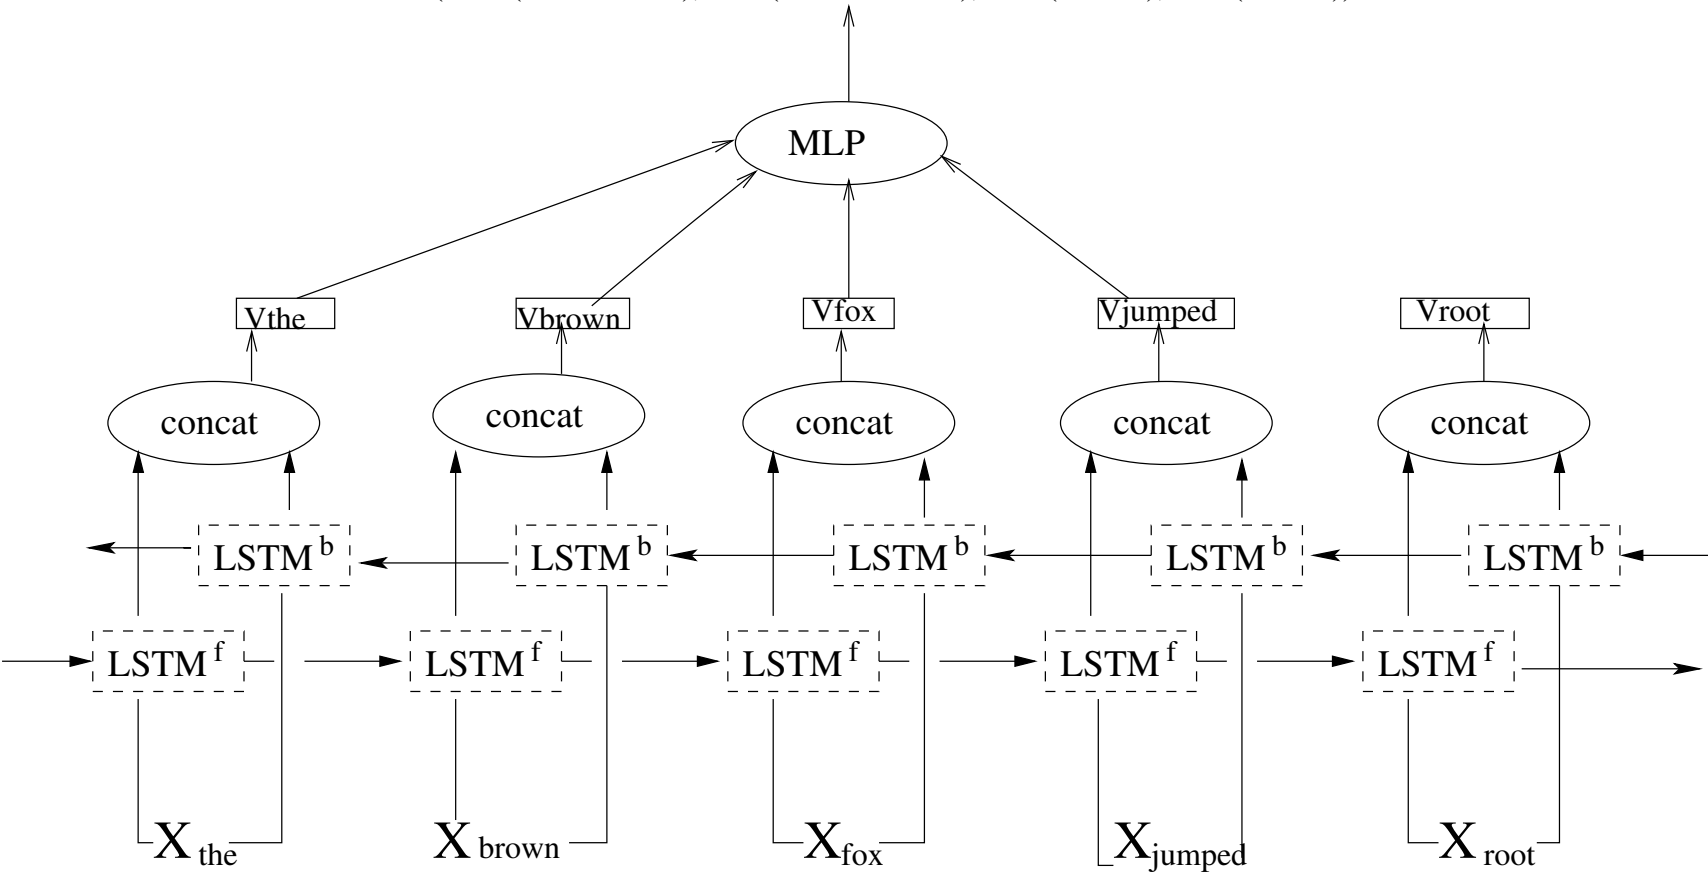 MLP
Vthe Vbrown Vfox Vjumped Vroot
concat concat concat concat concat
LSTM b LSTM b LSTM b LSTM b LSTM b
LSTM f LSTM f LSTM f LSTM f LSTM f
X the X brown X fox X jumped X root